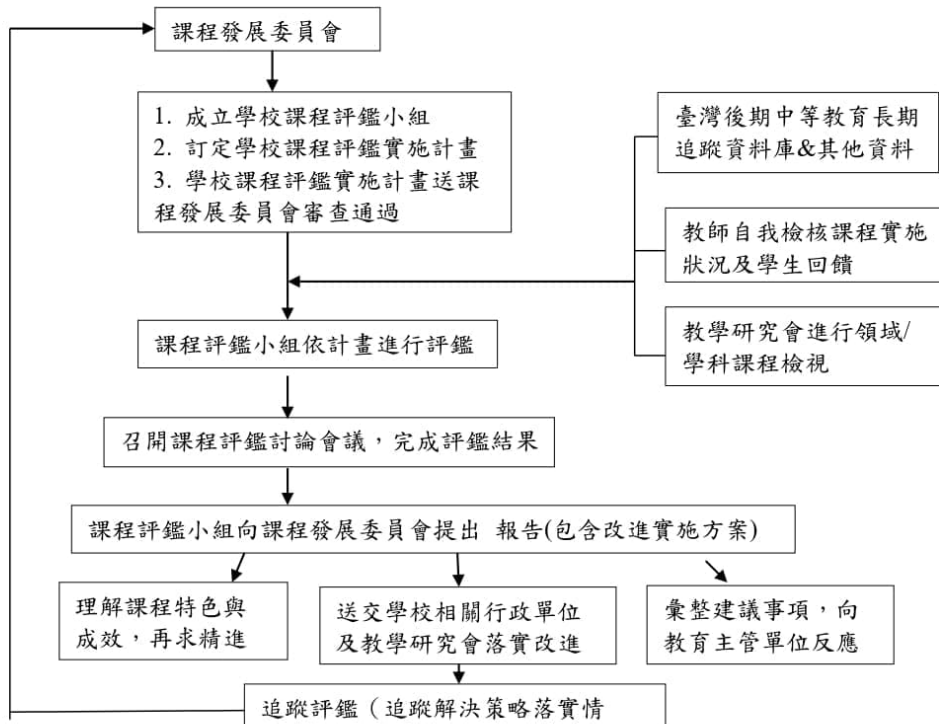 課程發展委員會
1. 成立學校課程評鑑小組
2. 訂定學校課程評鑑實施計畫
3. 學校課程評鑑實施計畫送課
程發展委員會審查通過
臺灣後期中等教育長期
追蹤資料庫&其他資料
教師自我檢核課程實施
狀況及學生回饋
教學研究會進行領域/
學科課程檢視
課程評鑑小組依計畫進行評鑑
召開課程評鑑討論會議，完成評鑑結果
課程評鑑小組向課程發展委員會提出 報告(包含改進實施方案)
理解課程特色與
成效，再求精進
送交學校相關行政單位
及教學研究會落實改進
彙整建議事項，向
教育主管單位反應
追蹤評鑑（追蹤解決策略落實情